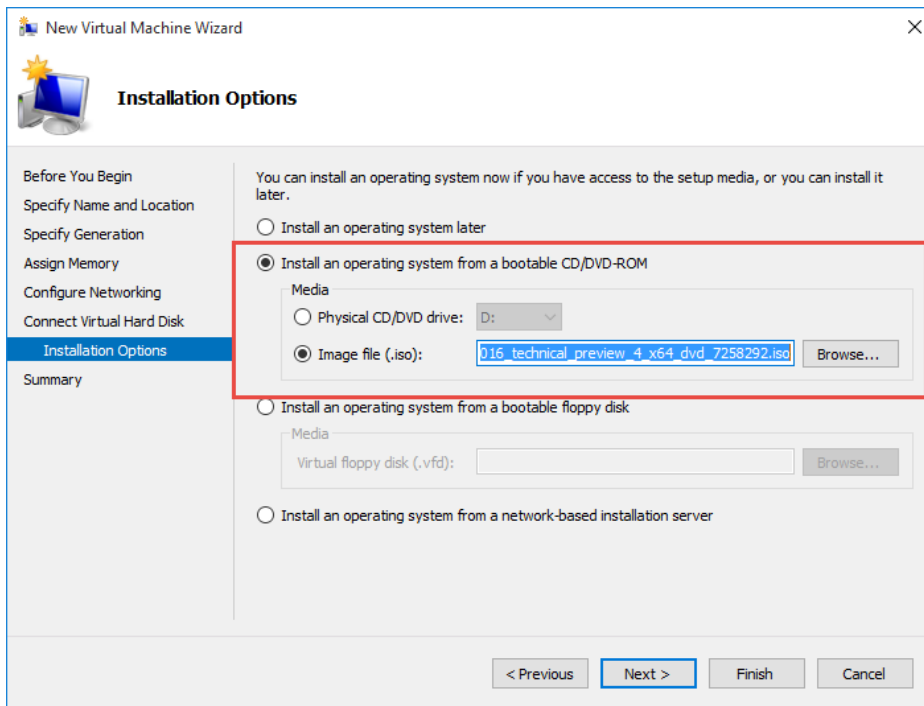 New Virtual Machine Wizard
Installation Options
Before You Begin
Specify Name and Location
Specify Generation
Assign Memory
Configure Networking
Connect Virtual Hard Disk
Installation Options
Summary
You can install an operating system now if you have access to the setup media, or you can install it
later.
Install an operating system later
Install an operating system from a bootable CD/DVD-ROM
Media
Physical CD/DVD drive: D:
Image file (.iso): 016_technical_preview_4_x64_dvd_7258292.iso Browse...
Install an operating system from a bootable floppy disk
Media
Virtual floppy disk (.vfd): Browse...
Install an operating system from a network-based installation server
< Previous Next > Finish Cancel